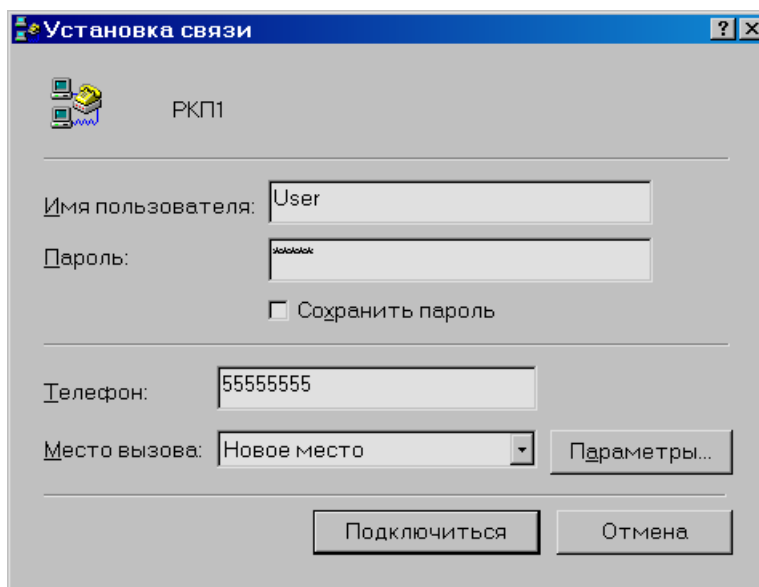 Установка связи
РКП1
Имя пользователя: User
Пароль: ******
Сохранить пароль
Телефон: 55555555
Место вызова: Новое место Параметры...
Подключиться Отмена